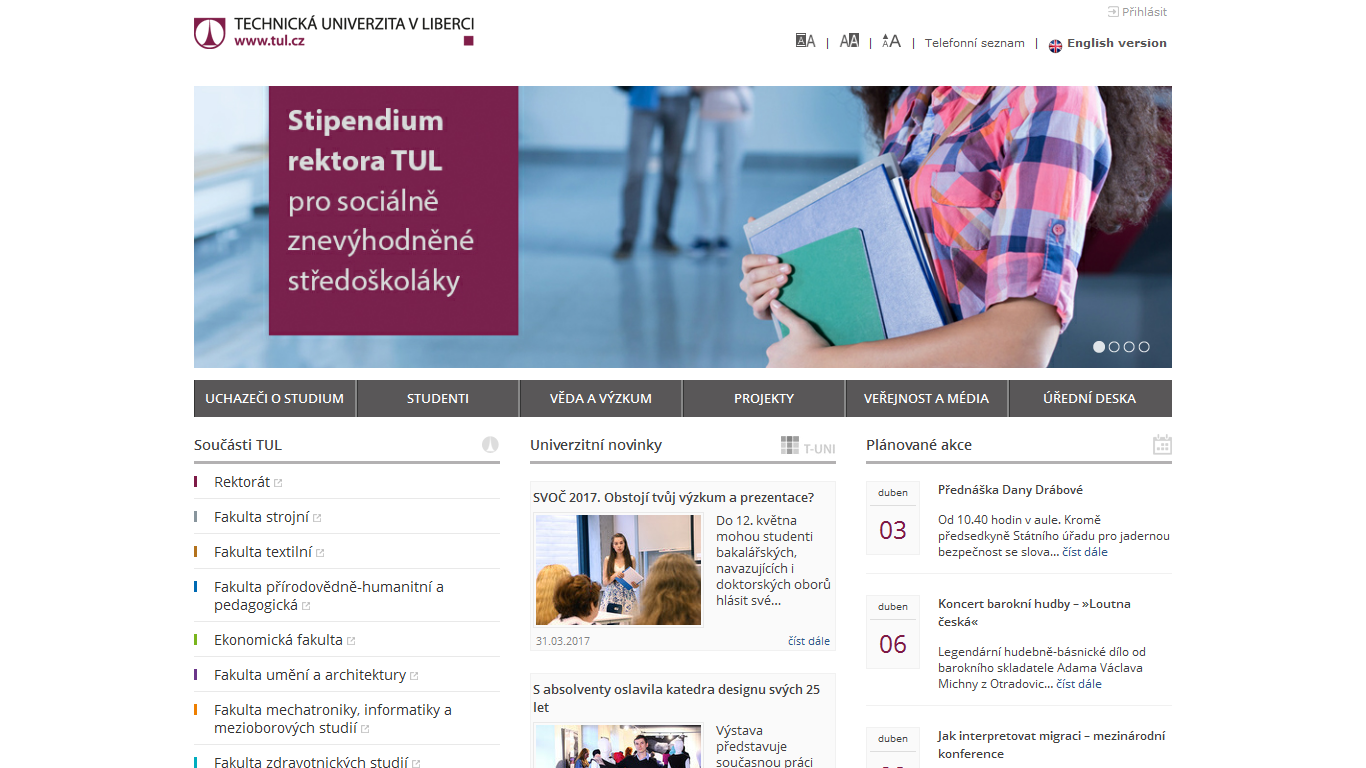 TECHNICKÁ UNIVERZITA V LIBERCI
www.tul.cz
Přihlásit
AA | AA | AA | Telefonní seznam | English version
Stipendium
rektora TUL
pro sociálně
znevýhodněné
středoškoláky
UCHAZEČI O STUDIUM
STUDENTI
VĚDA A VÝZKUM
PROJEKTY
VEŘEJNOST A MÉDIA
ÚŘEDNÍ DESKA
Součásti TUL
Rektorát
Fakulta strojní
Fakulta textilní
Fakulta přírodovědně-humanitní a
pedagogická
Ekonomická fakulta
Fakulta umění a architektury
Fakulta mechatroniky, informatiky a
mezioborových studií
Fakulta zdravotnických studií
Univerzitní novinky
T-UNI
SVOČ 2017. Obstojí tvůj výzkum a prezentace?
Do 12. května
mohou studenti
bakalářských,
navazujících i
doktorských oborů
hlásit své...
31.03.2017
číst dále
S absolventy oslavila katedra designu svých 25
let
Výstava
představuje
současnou práci
Plánované akce
duben
03
Přednáška Dany Drábové
Od 10.40 hodin v aule. Kromě
předsedkyně Státního úřadu pro jadernou
bezpečnost se slova... číst dále
duben
06
Koncert barokní hudby – »Loutna
česká«
Legendární hudebně-básnické dílo od
barokního skladatele Adama Václava
Michny z Otradovic... číst dále
duben
Jak interpretovat migraci – mezinárodní
konference